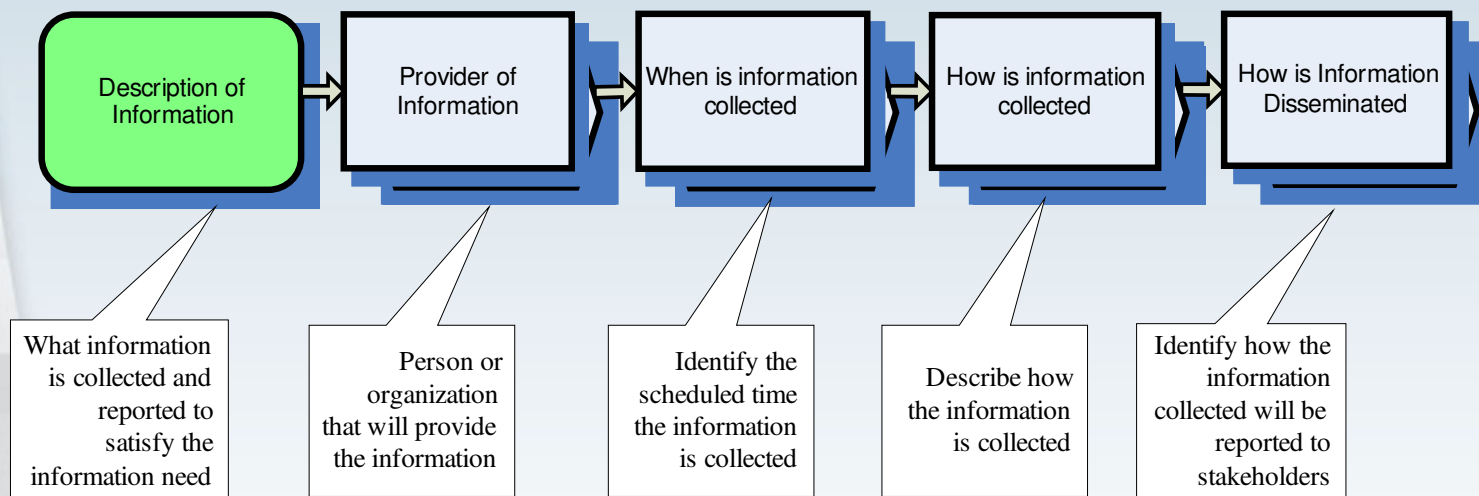 Description of
Information
Provider of
Information
When is information
collected
How is information
collected
How is Information
Disseminated
What information
is collected and
reported to
satisfy the
information need
Person or
organization
that will provide
the information
Identify the
scheduled time
the information
is collected
Describe how
the information
is collected
Identify how the
information
collected will be
reported to
stakeholders